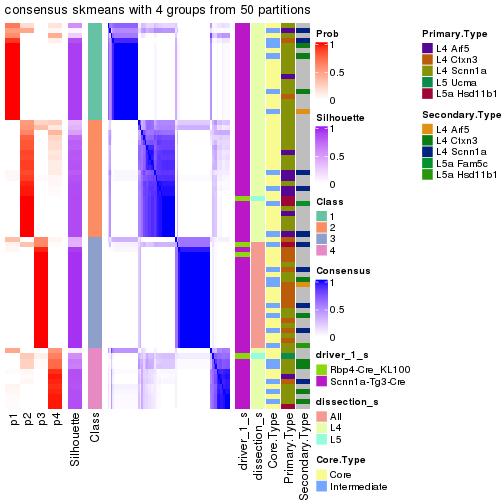 consensus skmeans with 4 groups from 50 partitions
Prob
1
0.5
0
Silhouette
1
0.5
0
Class
1
2
3
4
Consensus
1
0.5
0
driver_1_s
Rbp4-Cre_KL100
Scnn1a-Tg3-Cre
dissection_s
All
L4
L5
Core.Type
Core
Intermediate
Primary.Type
L4 Arf5
L4 Ctxn3
L4 Scnn1a
L5 Ucma
L5a Hsd11b1
Secondary.Type
L4 Arf5
L4 Ctxn3
L4 Scnn1a
L5a Fam5c
L5a Hsd11b1
p1
p2
p3
p4
Silhouette
Class
driver_1_s
dissection_s
Core.Type
Primary.Type
Secondary.Type